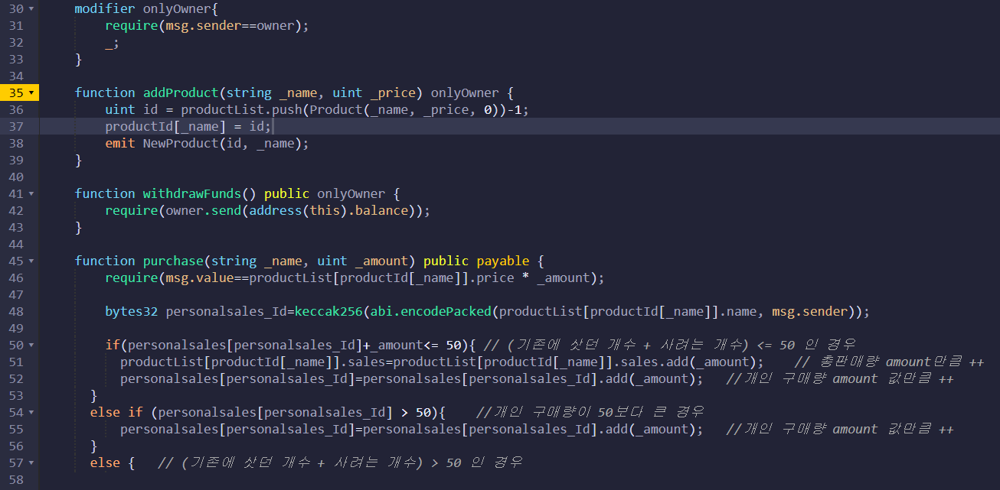 30 modifier onlyOwner{
31 require(msg.sender==owner);
32 _;
33 }
34
35 function addProduct(string _name, uint _price) onlyOwner {
36 uint id = productList.push(Product(_name, _price, 0))-1;
37 productId[_name] = id;
38 emit NewProduct(id, _name);
39 }
40
41 function withdrawFunds() public onlyOwner {
42 require(owner.send(address(this).balance));
43 }
44
45 function purchase(string _name, uint _amount) public payable {
46 require(msg.value==productList[productId[_name]].price * _amount);
47
48 bytes32 personalsales_Id=keccak256(abi.encodePacked(productList[productId[_name]].name, msg.sender));
49
50 if(personalsales[personalsales_Id]+_amount<= 50){ // (기존에 삿던 개수 + 사려는 개수) <= 50 인 경우
51 productList[productId[_name]].sales=productList[productId[_name]].sales.add(_amount); // 총판매량 amount만큼 ++
52 personalsales[personalsales_Id]=personalsales[personalsales_Id].add(_amount); //개인 구매량 amount 값만큼 ++
53 }
54 else if (personalsales[personalsales_Id] > 50){ //개인 구매량이 50보다 큰 경우
55 personalsales[personalsales_Id]=personalsales[personalsales_Id].add(_amount); //개인 구매량 amount 값만큼 ++
56 }
57 else { // (기존에 삿던 개수 + 사려는 개수) > 50 인 경우
58